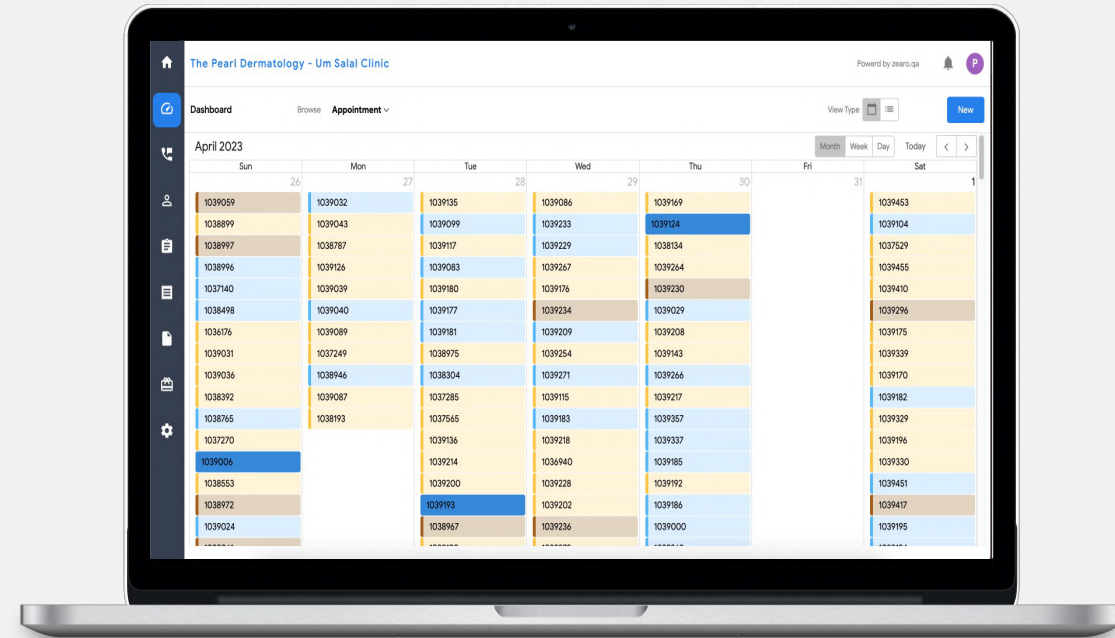 The Pearl Dermatology - Um Salal Clinic Powerd by zearo.qa P
Dashboard Browse Appointment View Type New
April 2023 Month Week Day Today
Sun Mon Tue Wed Thu Fri Sat
26 27 28 29 30 31 1
1039059 1039032 1039135 1039086 1039169 1039453
1038899 1039043 1039099 1039233 1039124 1039104
1038997 1038787 1039117 1039229 1038134 1037529
1038996 1039126 1039083 1039267 1039264 1039455
1037140 1039039 1039180 1039176 1039230 1039410
1038498 1039040 1039177 1039234 1039029 1039296
1036176 1039089 1039181 1039209 1039208 1039175
1039031 1037249 1038975 1039254 1039143 1039339
1039036 1038946 1038304 1039271 1039266 1039170
1038392 1039087 1037285 1039115 1039217 1039182
1038765 1038193 1037565 1039183 1039357 1039329
1037270 1039136 1039218 1039337 1039196
1039006 1039214 1036940 1039185 1039330
1038553 1039200 1039228 1039192 1039451
1038972 1039193 1039202 1039186 1039417
1039024 1038967 1039236 1039000 1039195